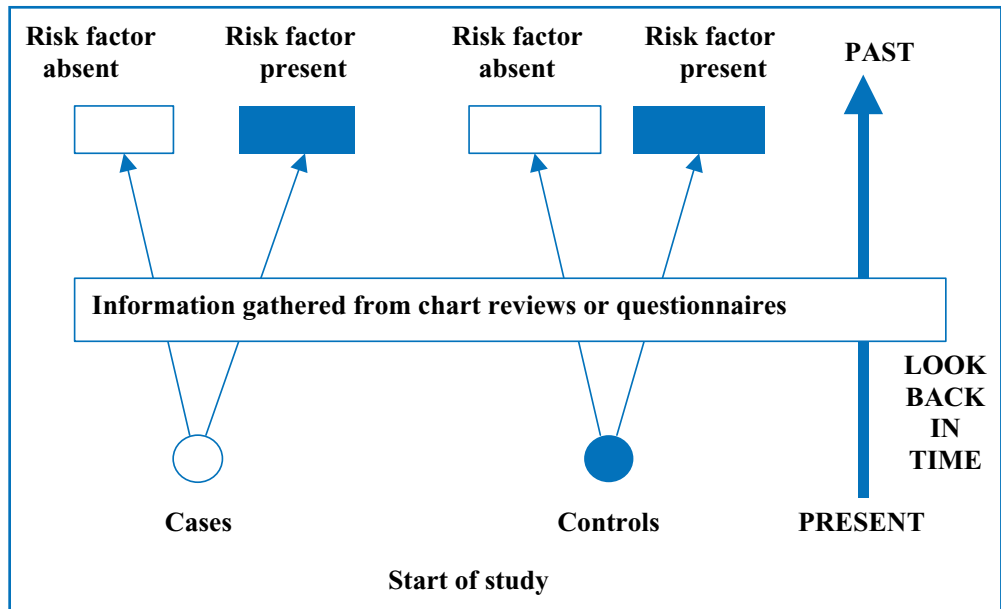 Risk factor
absent
Risk factor
present
Risk factor
absent
Risk factor
present
PAST
Information gathered from chart reviews or questionnaires
LOOK
BACK
IN
TIME
Cases
Controls
PRESENT
Start of study